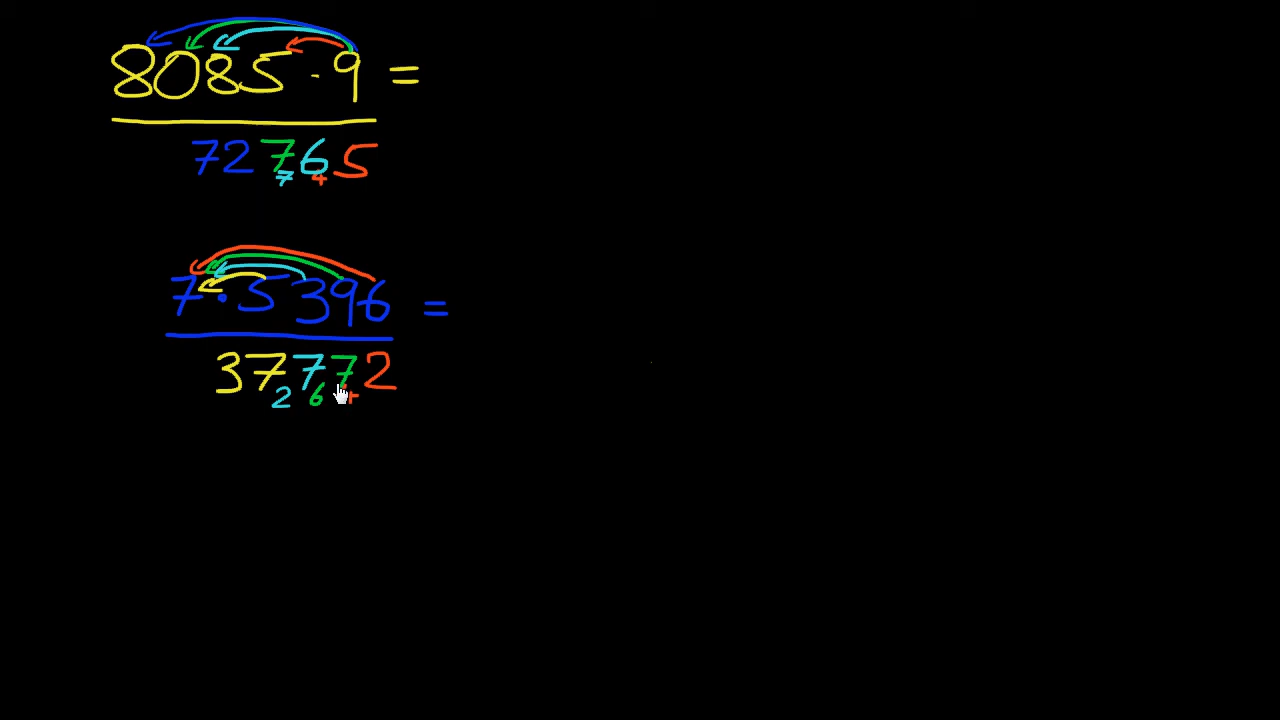 8085 · 9 =
72765
7 4
7 · 5396 =
37772
2 6 4